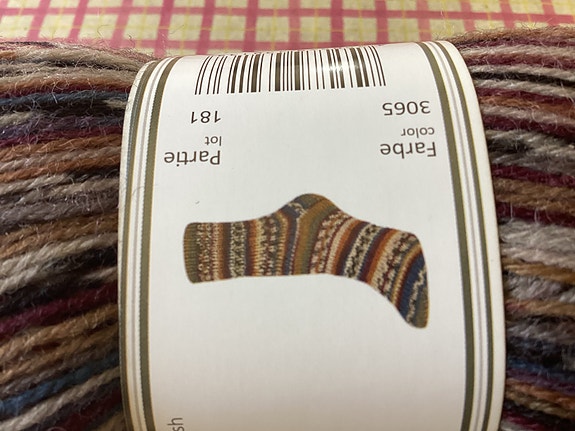 Farbe
color
3065
Partie
lot
181